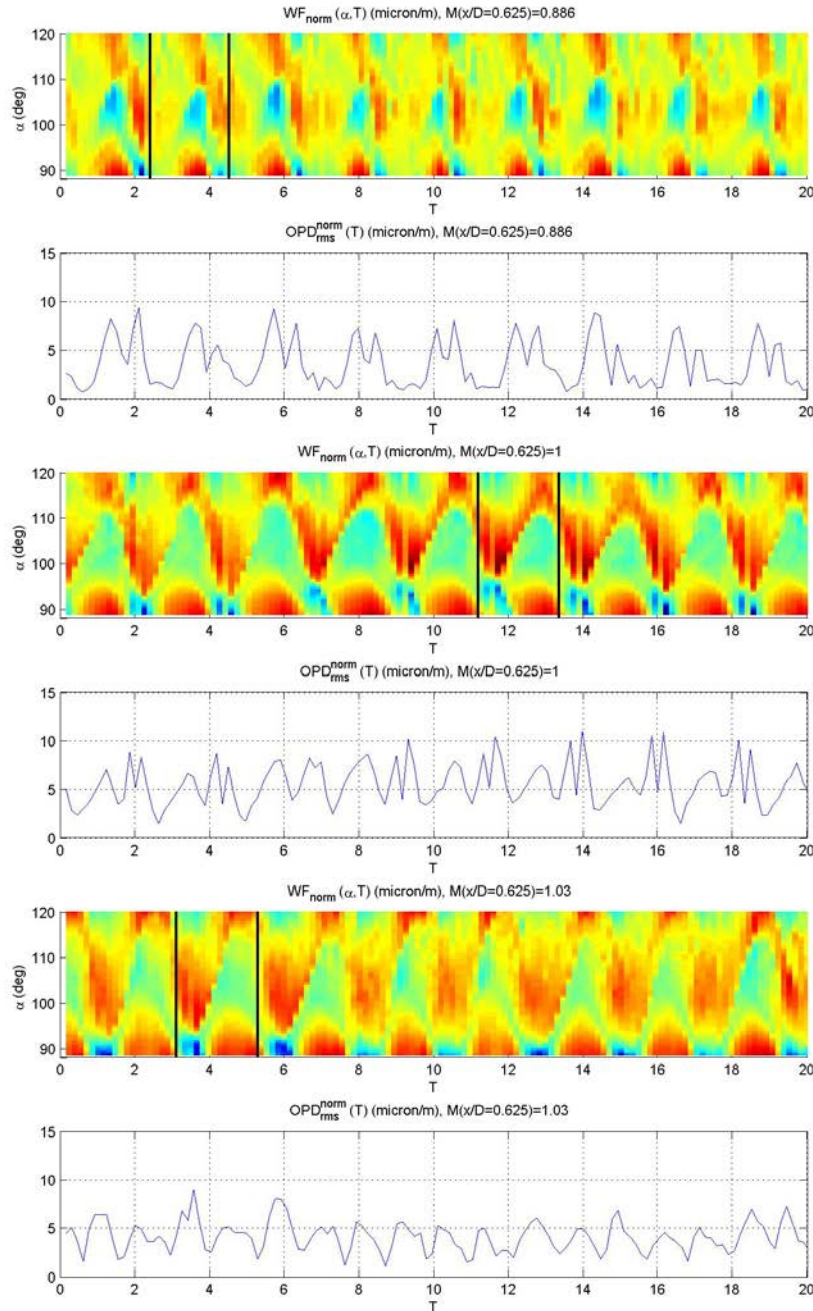 WFnorm (α,T) (micron/m), M(x/D=0.625)=0.886
120
110
100
90
α (deg)
0 2 4 6 8 10 12 14 16 18 20
T
OPDrms^norm (T) (micron/m), M(x/D=0.625)=0.886
15
10
5
0
0 2 4 6 8 10 12 14 16 18 20
T
WFnorm (α,T) (micron/m), M(x/D=0.625)=1
120
110
100
90
α (deg)
0 2 4 6 8 10 12 14 16 18 20
T
OPDrms^norm (T) (micron/m), M(x/D=0.625)=1
15
10
5
0
0 2 4 6 8 10 12 14 16 18 20
T
WFnorm (α,T) (micron/m), M(x/D=0.625)=1.03
120
110
100
90
α (deg)
0 2 4 6 8 10 12 14 16 18 20
T
OPDrms^norm (T) (micron/m), M(x/D=0.625)=1.03
15
10
5
0
0 2 4 6 8 10 12 14 16 18 20
T